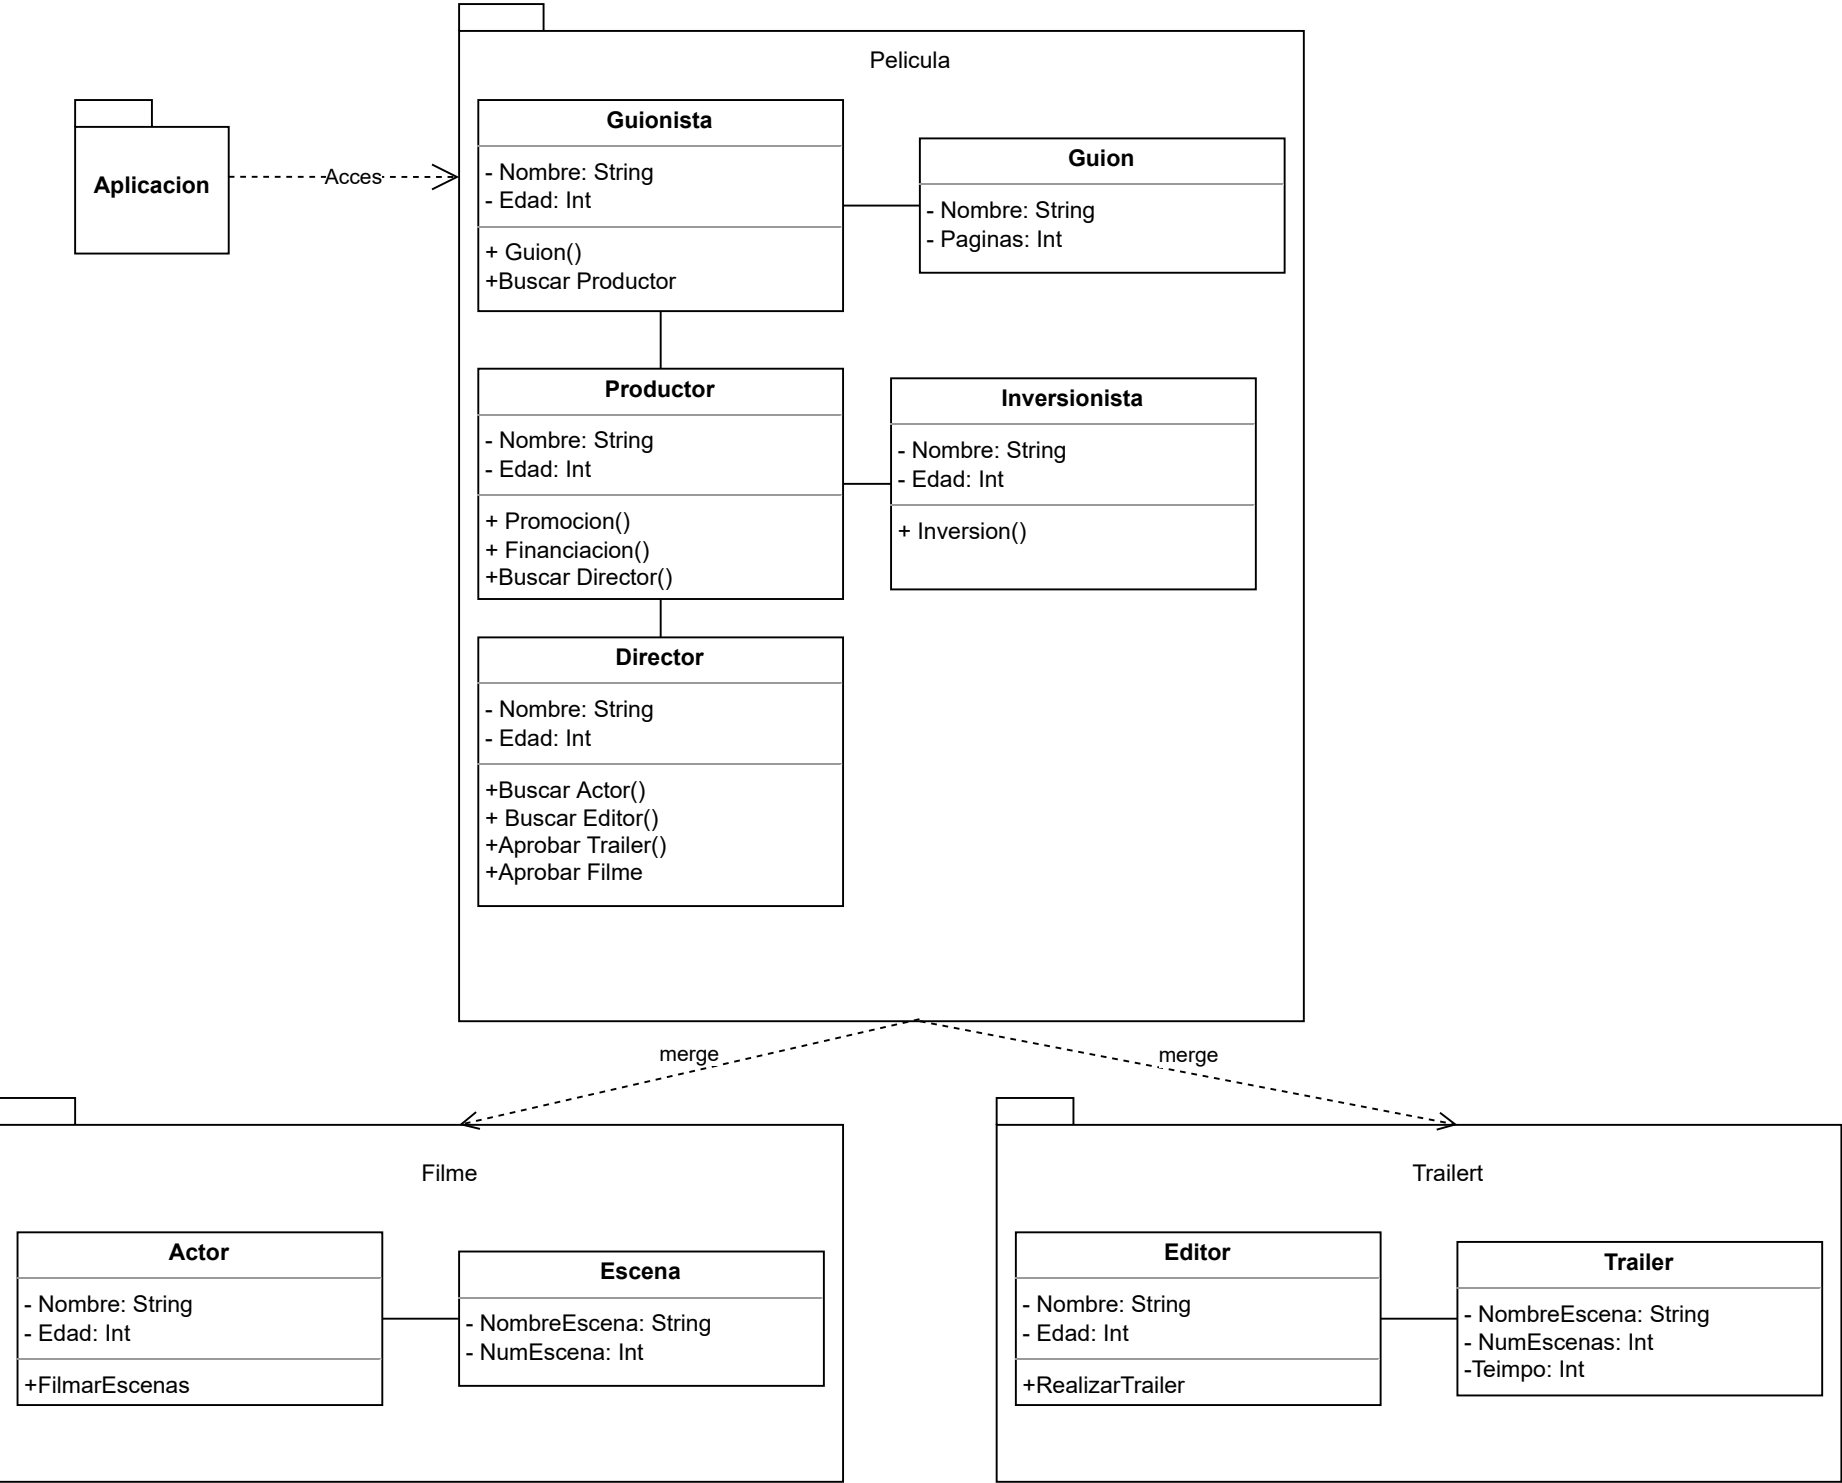 Pelicula
Aplicacion
Acces
Guionista
- Nombre: String
- Edad: Int
+ Guion()
+Buscar Productor
Guion
- Nombre: String
- Paginas: Int
Productor
- Nombre: String
- Edad: Int
+ Promocion()
+ Financiacion()
+Buscar Director()
Inversionista
- Nombre: String
- Edad: Int
+ Inversion()
Director
- Nombre: String
- Edad: Int
+Buscar Actor()
+ Buscar Editor()
+Aprobar Trailer()
+Aprobar Filme
merge
merge
Filme
Actor
- Nombre: String
- Edad: Int
+FilmarEscenas
Escena
- NombreEscena: String
- NumEscena: Int
Trailert
Editor
- Nombre: String
- Edad: Int
+RealizarTrailer
Trailer
- NombreEscena: String
- NumEscenas: Int
-Teimpo: Int